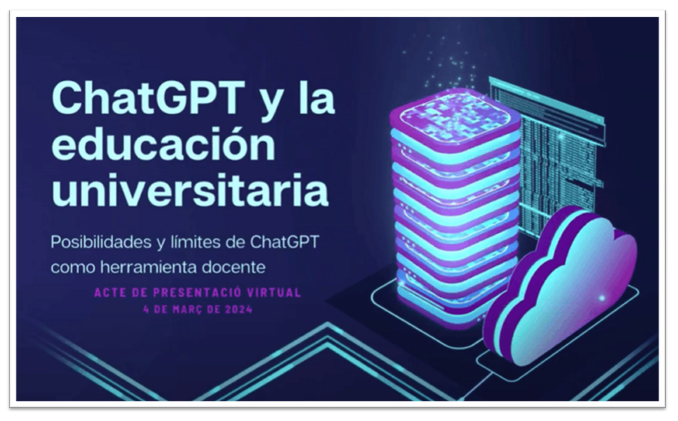 ChatGPT y la
educación
universitaria
Posibilidades y límites de ChatGPT
como herramienta docente
ACTE DE PRESENTACIÓ VIRTUAL
4 DE MARÇ DE 2024